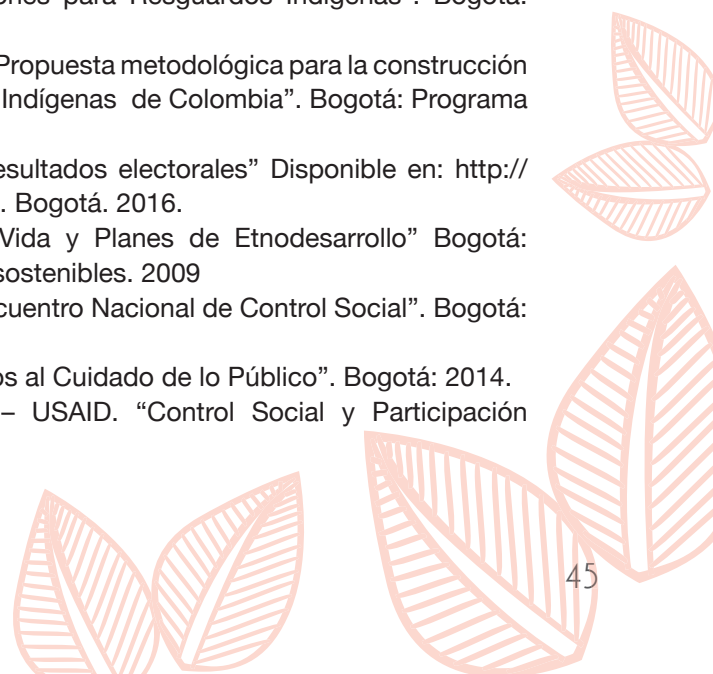 para Resguardos Indígenas”. Bogotá:
Propuesta metodológica para la construcción
Indígenas de Colombia”. Bogotá: Programa
esultados electorales” Disponible en: http://
. Bogotá. 2016.
Vida y Planes de Etnodesarrollo” Bogotá:
sostenibles. 2009
cuentro Nacional de Control Social”. Bogotá:
os al Cuidado de lo Público”. Bogotá: 2014.
– USAID. “Control Social y Participación
45